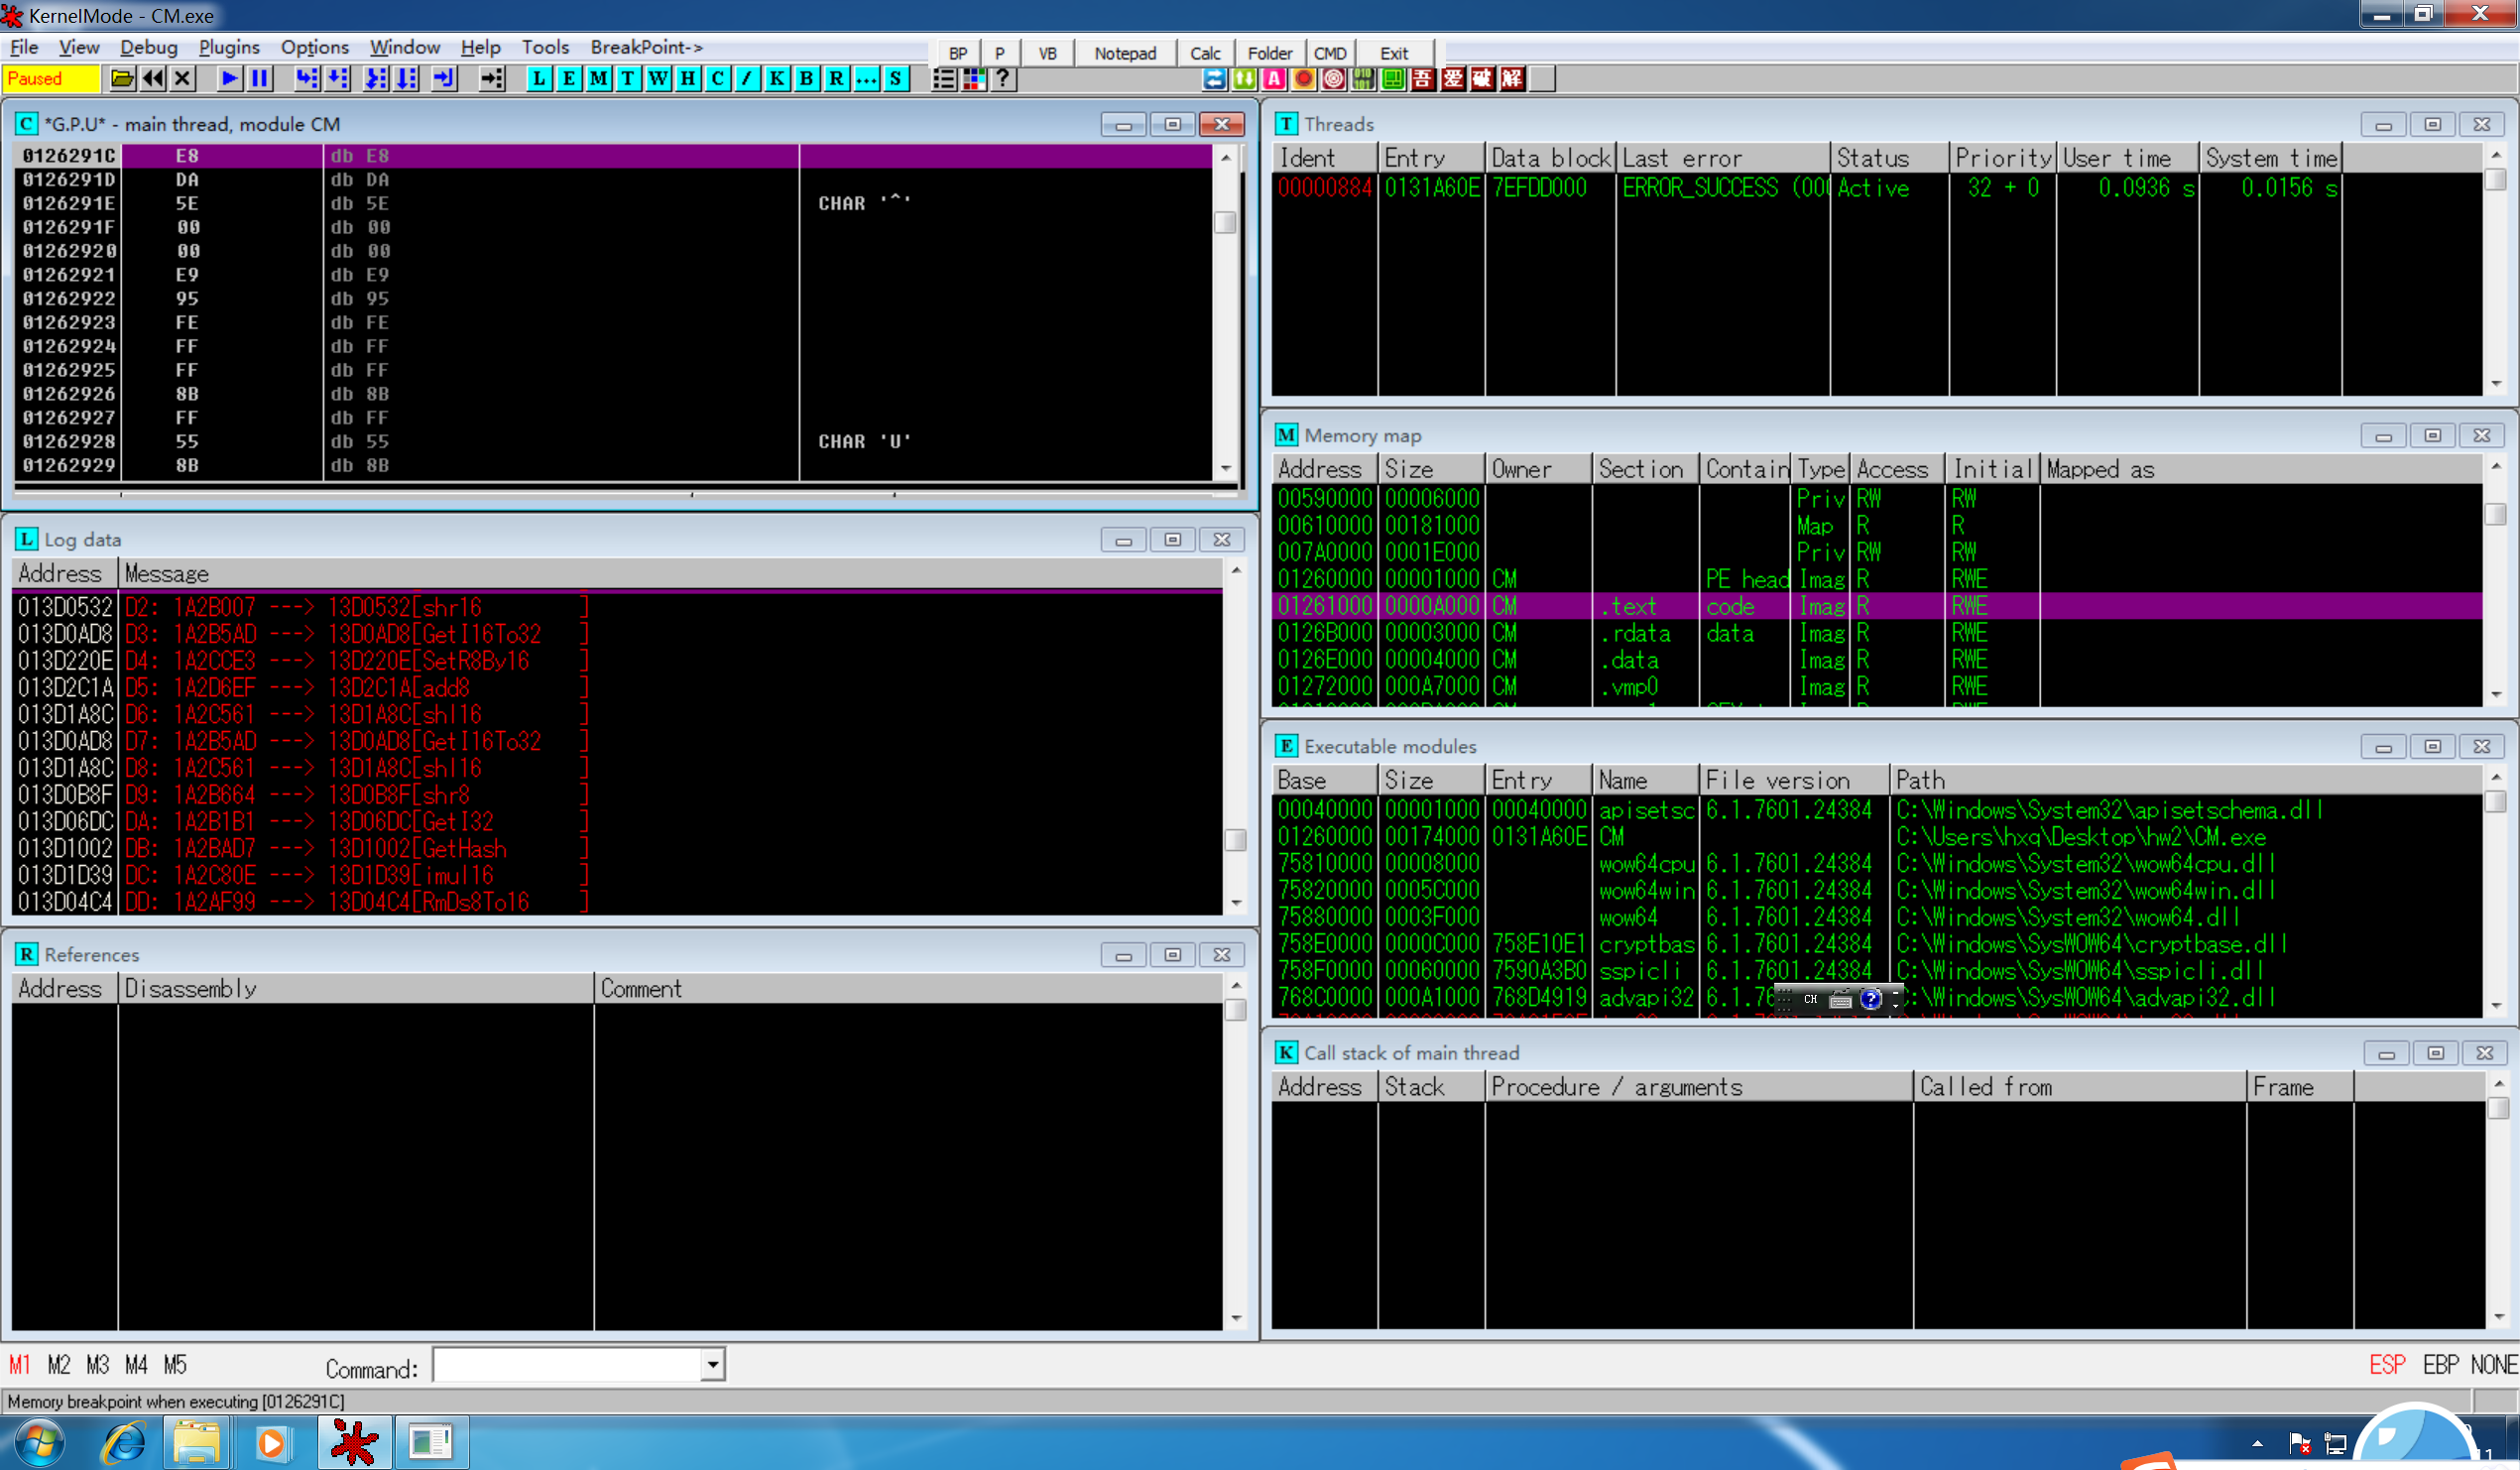 KernelMode - CM.exe
File View Debug Plugins Options Window Help Tools BreakPoint->
BP P VB Notepad Calc Folder CMD Exit
Paused
L E M T W H C / K B R ... S ?
A 吾 爱 破 解
C *G.P.U* - main thread, module CM
0126291C E8 db E8
0126291D DA db DA
0126291E 5E db 5E CHAR '^'
0126291F 00 db 00
01262920 00 db 00
01262921 E9 db E9
01262922 95 db 95
01262923 FE db FE
01262924 FF db FF
01262925 FF db FF
01262926 8B db 8B
01262927 FF db FF
01262928 55 db 55 CHAR 'U'
01262929 8B db 8B
L Log data
Address Message
013D0532 D2: 1A2B007 ---> 13D0532[shr16 ]
013D0AD8 D3: 1A2B5AD ---> 13D0AD8[GetI16To32 ]
013D220E D4: 1A2CCE3 ---> 13D220E[SetR8By16 ]
013D2C1A D5: 1A2D6EF ---> 13D2C1A[add8 ]
013D1A8C D6: 1A2C561 ---> 13D1A8C[shl16 ]
013D0AD8 D7: 1A2B5AD ---> 13D0AD8[GetI16To32 ]
013D1A8C D8: 1A2C561 ---> 13D1A8C[shl16 ]
013D0B8F D9: 1A2B664 ---> 13D0B8F[shr8 ]
013D06DC DA: 1A2B1B1 ---> 13D06DC[GetI32 ]
013D1002 DB: 1A2BAD7 ---> 13D1002[GetHash ]
013D1D39 DC: 1A2C80E ---> 13D1D39[imul16 ]
013D04C4 DD: 1A2AF99 ---> 13D04C4[RmDs8To16 ]
R References
Address Disassembly Comment
T Threads
Ident Entry Data block Last error Status Priority User time System time
00000884 0131A60E 7EFDD000 ERROR_SUCCESS (000 Active 32 + 0 0.0936 s 0.0156 s
M Memory map
Address Size Owner Section Contain Type Access Initial Mapped as
00590000 00006000 Priv RW RW
00610000 00181000 Map R R
007A0000 0001E000 Priv RW RW
01260000 00001000 CM PE head Imag R RWE
01261000 0000A000 CM .text code Imag R RWE
0126B000 00003000 CM .rdata data Imag R RWE
0126E000 00004000 CM .data Imag R RWE
01272000 000A7000 CM .vmp0 Imag R RWE
E Executable modules
Base Size Entry Name File version Path
00040000 00001000 00040000 apisetsc 6.1.7601.24384 C:\Windows\System32\apisetschema.dll
01260000 00174000 0131A60E CM C:\Users\hxq\Desktop\hw2\CM.exe
75810000 00008000 wow64cpu 6.1.7601.24384 C:\Windows\System32\wow64cpu.dll
75820000 0005C000 wow64win 6.1.7601.24384 C:\Windows\System32\wow64win.dll
75880000 0003F000 wow64 6.1.7601.24384 C:\Windows\System32\wow64.dll
758E0000 0000C000 758E10E1 cryptbas 6.1.7601.24384 C:\Windows\SysWOW64\cryptbase.dll
758F0000 00060000 7590A3B0 sspicli 6.1.7601.24384 C:\Windows\SysWOW64\sspicli.dll
768C0000 000A1000 768D4919 advapi32 6.1.76 :\Windows\SysWOW64\advapi32.dll
CH ?
K Call stack of main thread
Address Stack Procedure / arguments Called from Frame
M1 M2 M3 M4 M5 Command: ESP EBP NONE
Memory breakpoint when executing [0126291C]